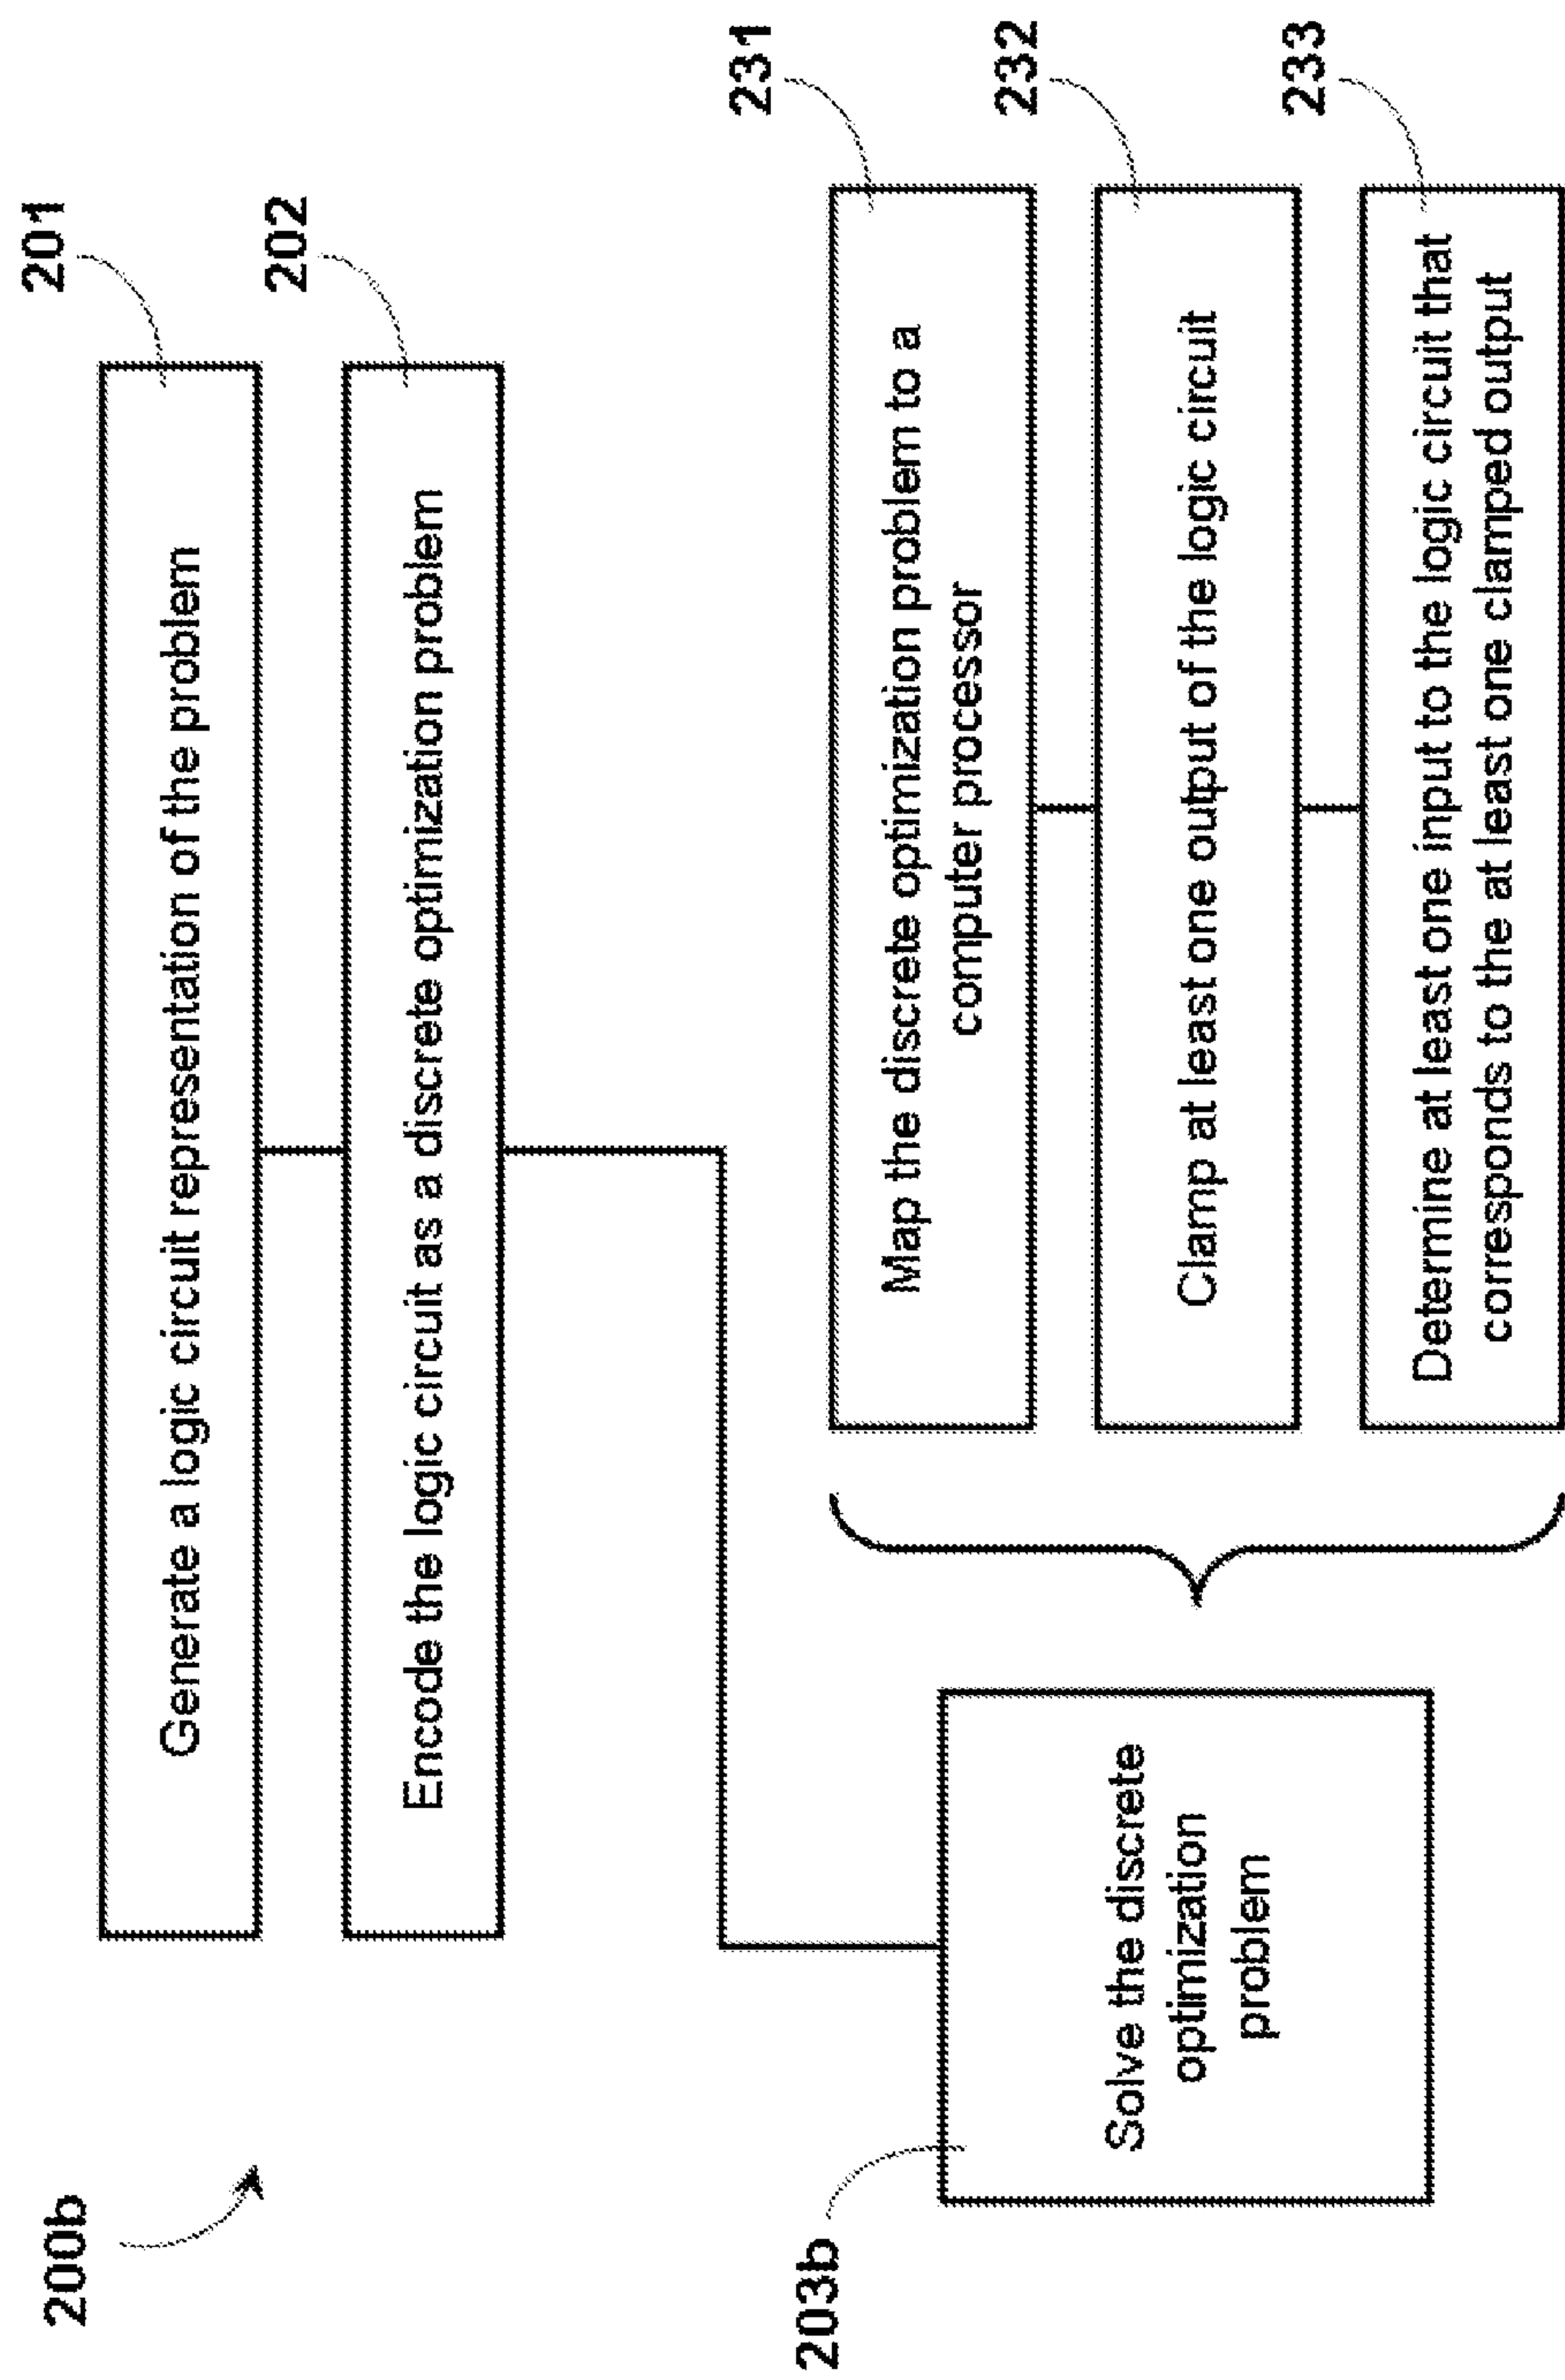 200b
201
Generate a logic circuit representation of the problem
202
Encode the logic circuit as a discrete optimization problem
203b
Solve the discrete
optimization
problem
231
Map the discrete optimization problem to a
computer processor
232
Clamp at least one output of the logic circuit
233
Determine at least one input to the logic circuit that
corresponds to the at least one clamped output